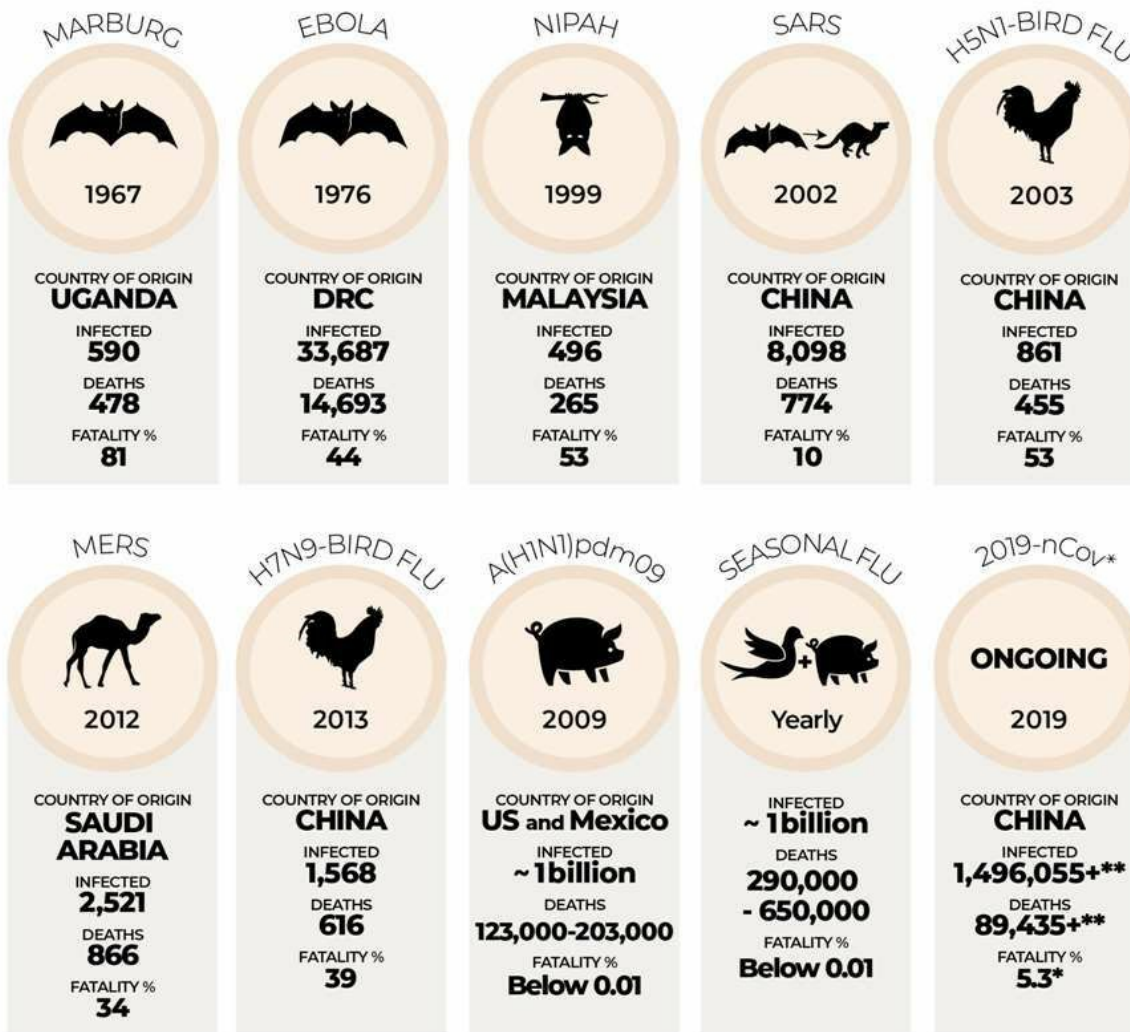 MARBURG
1967
COUNTRY OF ORIGIN
UGANDA
INFECTED
590
DEATHS
478
FATALITY %
81
EBOLA
1976
COUNTRY OF ORIGIN
DRC
INFECTED
33,687
DEATHS
14,693
FATALITY %
44
NIPAH
1999
COUNTRY OF ORIGIN
MALAYSIA
INFECTED
496
DEATHS
265
FATALITY %
53
SARS
2002
COUNTRY OF ORIGIN
CHINA
INFECTED
8,098
DEATHS
774
FATALITY %
10
H5N1-BIRD FLU
2003
COUNTRY OF ORIGIN
CHINA
INFECTED
861
DEATHS
455
FATALITY %
53
MERS
2012
COUNTRY OF ORIGIN
SAUDI
ARABIA
INFECTED
2,521
DEATHS
866
FATALITY %
34
H7N9-BIRD FLU
2013
COUNTRY OF ORIGIN
CHINA
INFECTED
1,568
DEATHS
616
FATALITY %
39
A(H1N1)pdm09
2009
COUNTRY OF ORIGIN
US and Mexico
INFECTED
~ 1billion
DEATHS
123,000-203,000
FATALITY %
Below 0.01
SEASONAL FLU
+
Yearly
INFECTED
~ 1billion
DEATHS
290,000
- 650,000
FATALITY %
Below 0.01
2019-nCov*
ONGOING
2019
COUNTRY OF ORIGIN
CHINA
INFECTED
1,496,055+**
DEATHS
89,435+**
FATALITY %
5.3*